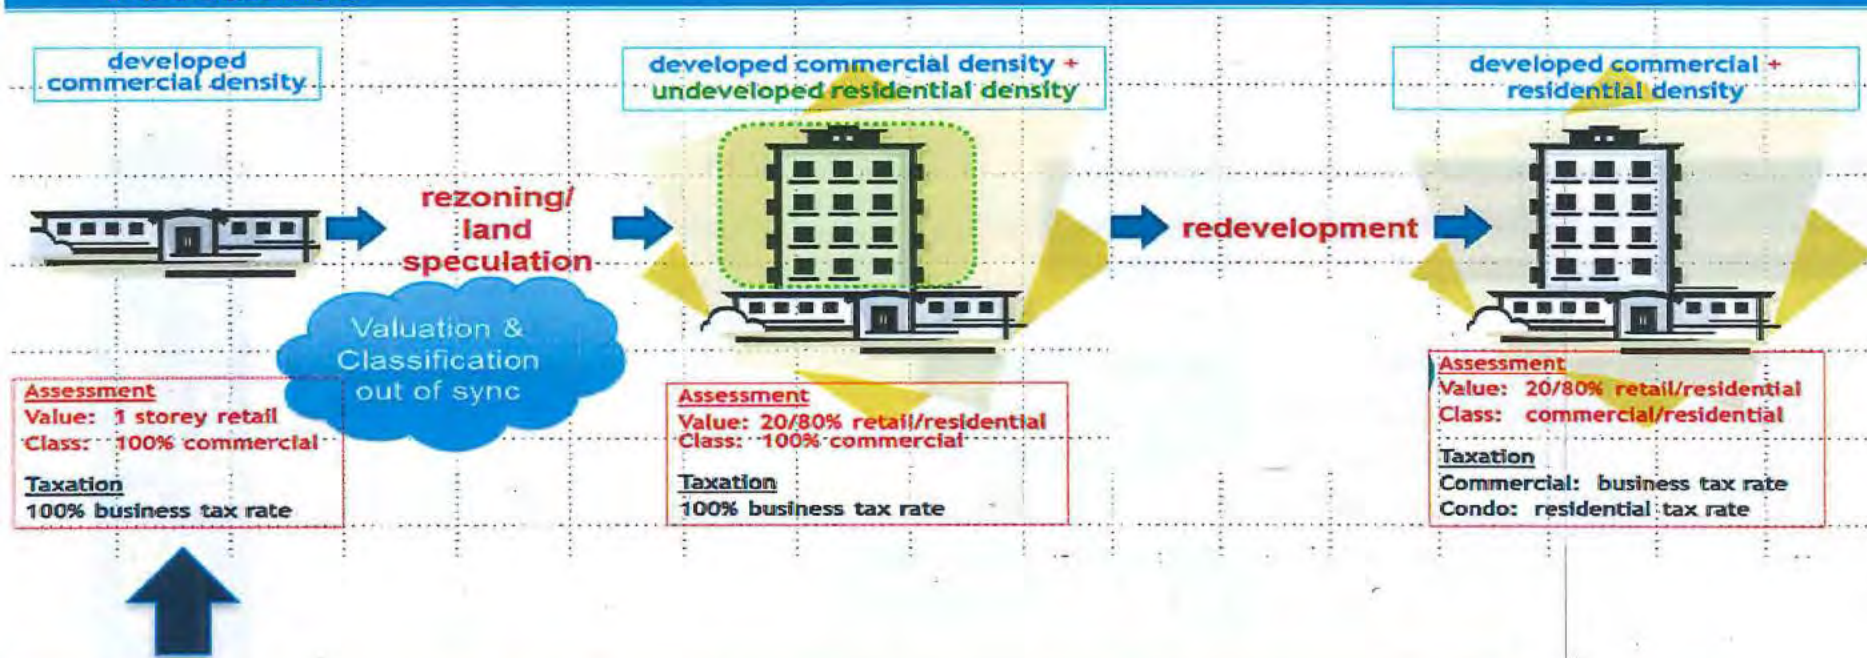 developed
commercial density
developed commercial density +
undeveloped residential density
developed commercial +
residential density
rezoning/
land
speculation
redevelopment
Valuation &
Classification
out of sync
Assessment
Value: 1 storey retail
Class: 100% commercial
Taxation
100% business tax rate
Assessment
Value: 20/80% retail/residential
Class: 100% commercial
Taxation
100% business tax rate
Assessment
Value: 20/80% retail/residential
Class: commercial/residential
Taxation
Commercial: business tax rate
Condo: residential tax rate